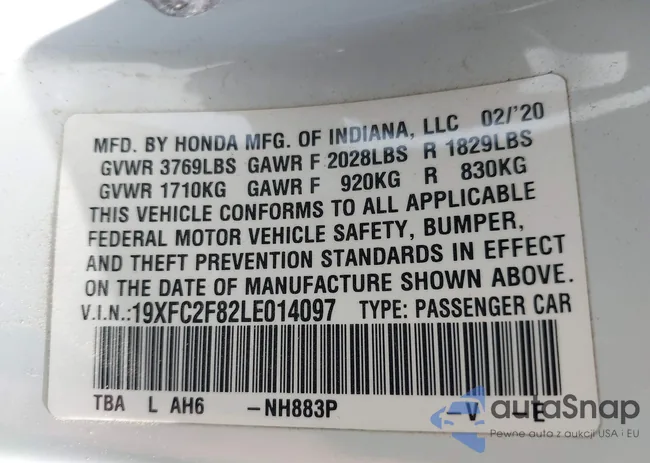 MFD. BY HONDA MFG. OF INDIANA, LLC 02/'20
GVWR 3769LBS GAWR F 2028LBS R 1829LBS
GVWR 1710KG GAWR F 920KG R 830KG
THIS VEHICLE CONFORMS TO ALL APPLICABLE
FEDERAL MOTOR VEHICLE SAFETY, BUMPER,
AND THEFT PREVENTION STANDARDS IN EFFECT
ON THE DATE OF MANUFACTURE SHOWN ABOVE.
V.I.N.:19XFC2F82LE014097 TYPE: PASSENGER CAR
TBA L AH6 -NH883P -V -E
autoSnap
Pewne auto z aukcji USA i EU